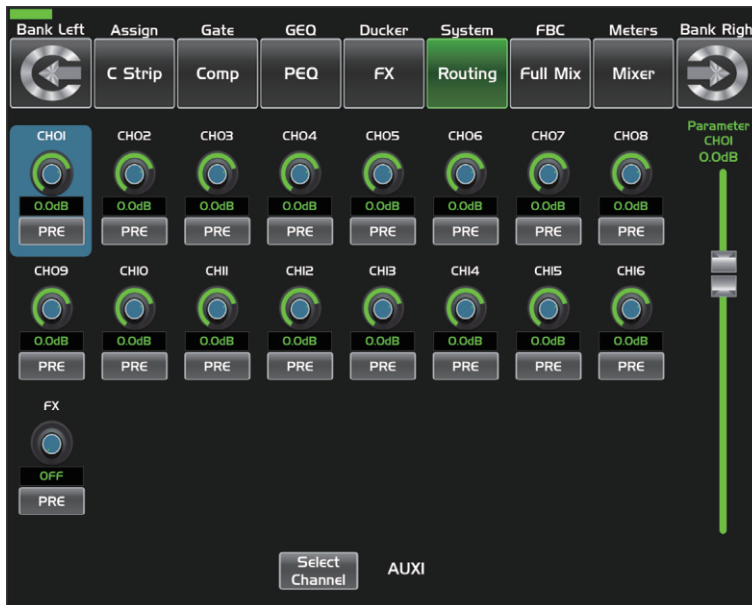 Bank Left Assign Gate GEQ Ducker System FBC Meters Bank Righ
C Strip Comp PEQ FX Routing Full Mix Mixer
Parameter
CH01
0.0dB
CH01 CH02 CH03 CH04 CH05 CH06 CH07 CH08
0.0dB 0.0dB 0.0dB 0.0dB 0.0dB 0.0dB 0.0dB 0.0dB
PRE PRE PRE PRE PRE PRE PRE PRE
CH09 CH10 CH11 CH12 CH13 CH14 CH15 CH16
0.0dB 0.0dB 0.0dB 0.0dB 0.0dB 0.0dB 0.0dB 0.0dB
PRE PRE PRE PRE PRE PRE PRE PRE
FX
OFF
PRE
Select
Channel
AUX1